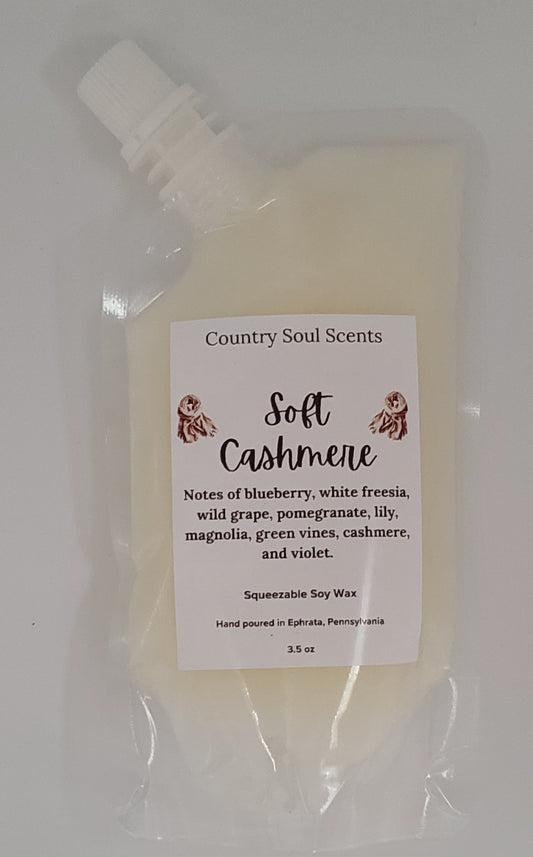 Country Soul Scents
Soft
Cashmere
Notes of blueberry, white freesia,
wild grape, pomegranate, lily,
magnolia, green vines, cashmere,
and violet.
Squeezable Soy Wax
Hand poured in Ephrata, Pennsylvania
3.5 oz